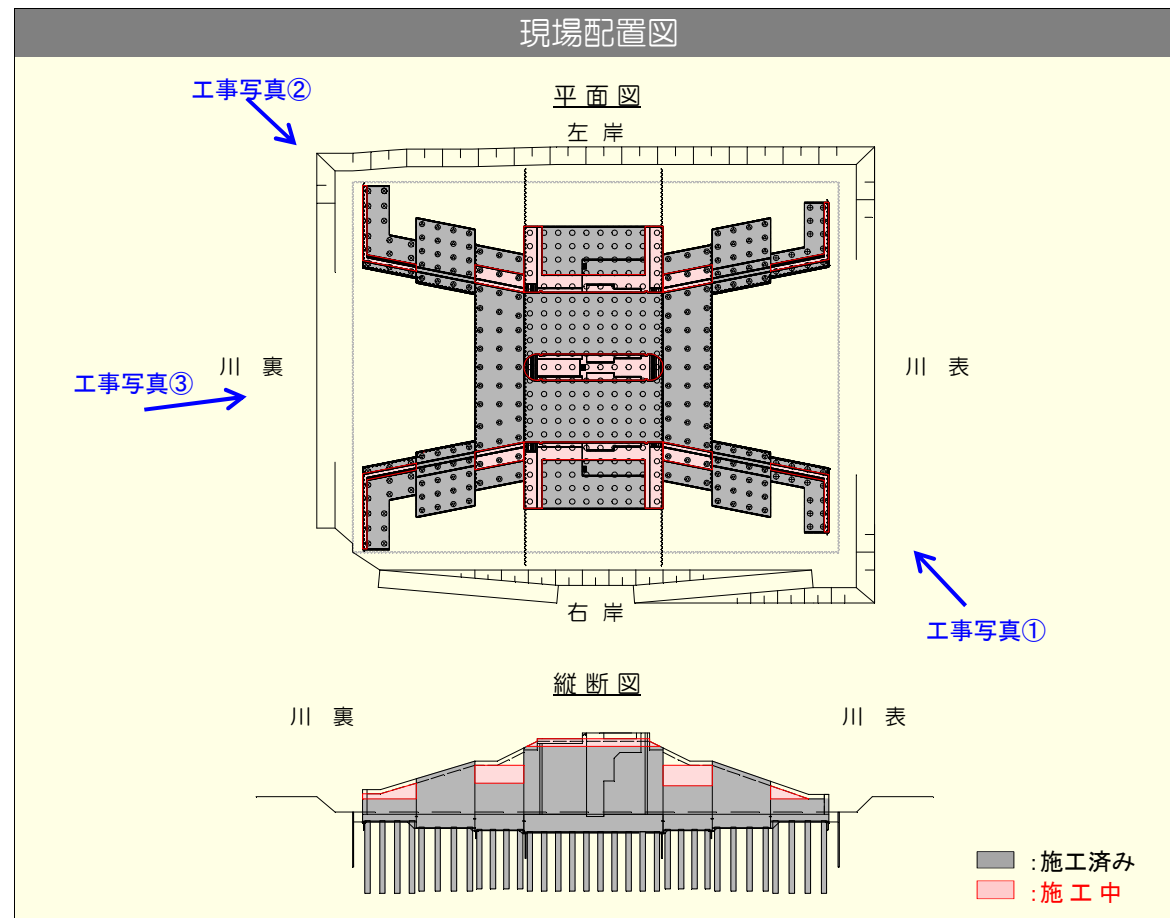 現場配置図
工事写真②
平 面 図
左 岸
川 裏
川 表
工事写真③
右 岸
工事写真①
縦 断 図
川 裏
川 表
:施工済み
:施 工 中